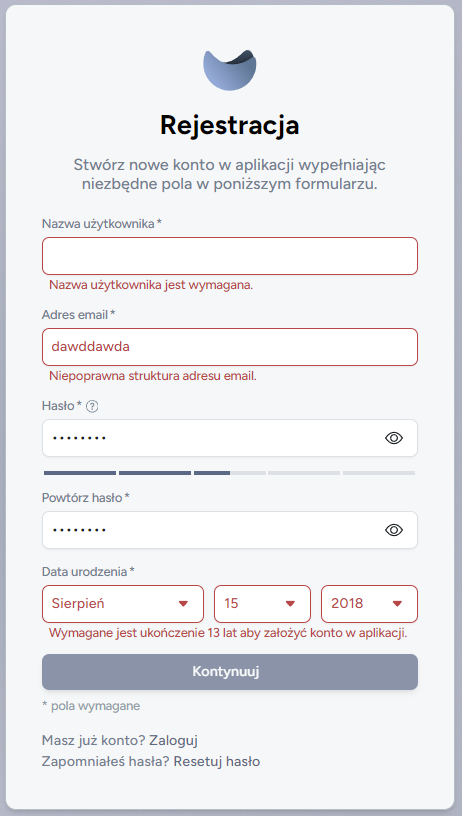 Rejestracja
Stwórz nowe konto w aplikacji wypełniając
niezbędne pola w poniższym formularzu.
Nazwa użytkownika *
Nazwa użytkownika jest wymagana.
Adres email *
dawddawda
Niepoprawna struktura adresu email.
Hasło * ?
••••••••
Powtórz hasło *
••••••••
Data urodzenia *
Sierpień 15 2018
Wymagane jest ukończenie 13 lat aby założyć konto w aplikacji.
Kontynuuj
* pola wymagane
Masz już konto? Zaloguj
Zapomniałeś hasła? Resetuj hasło